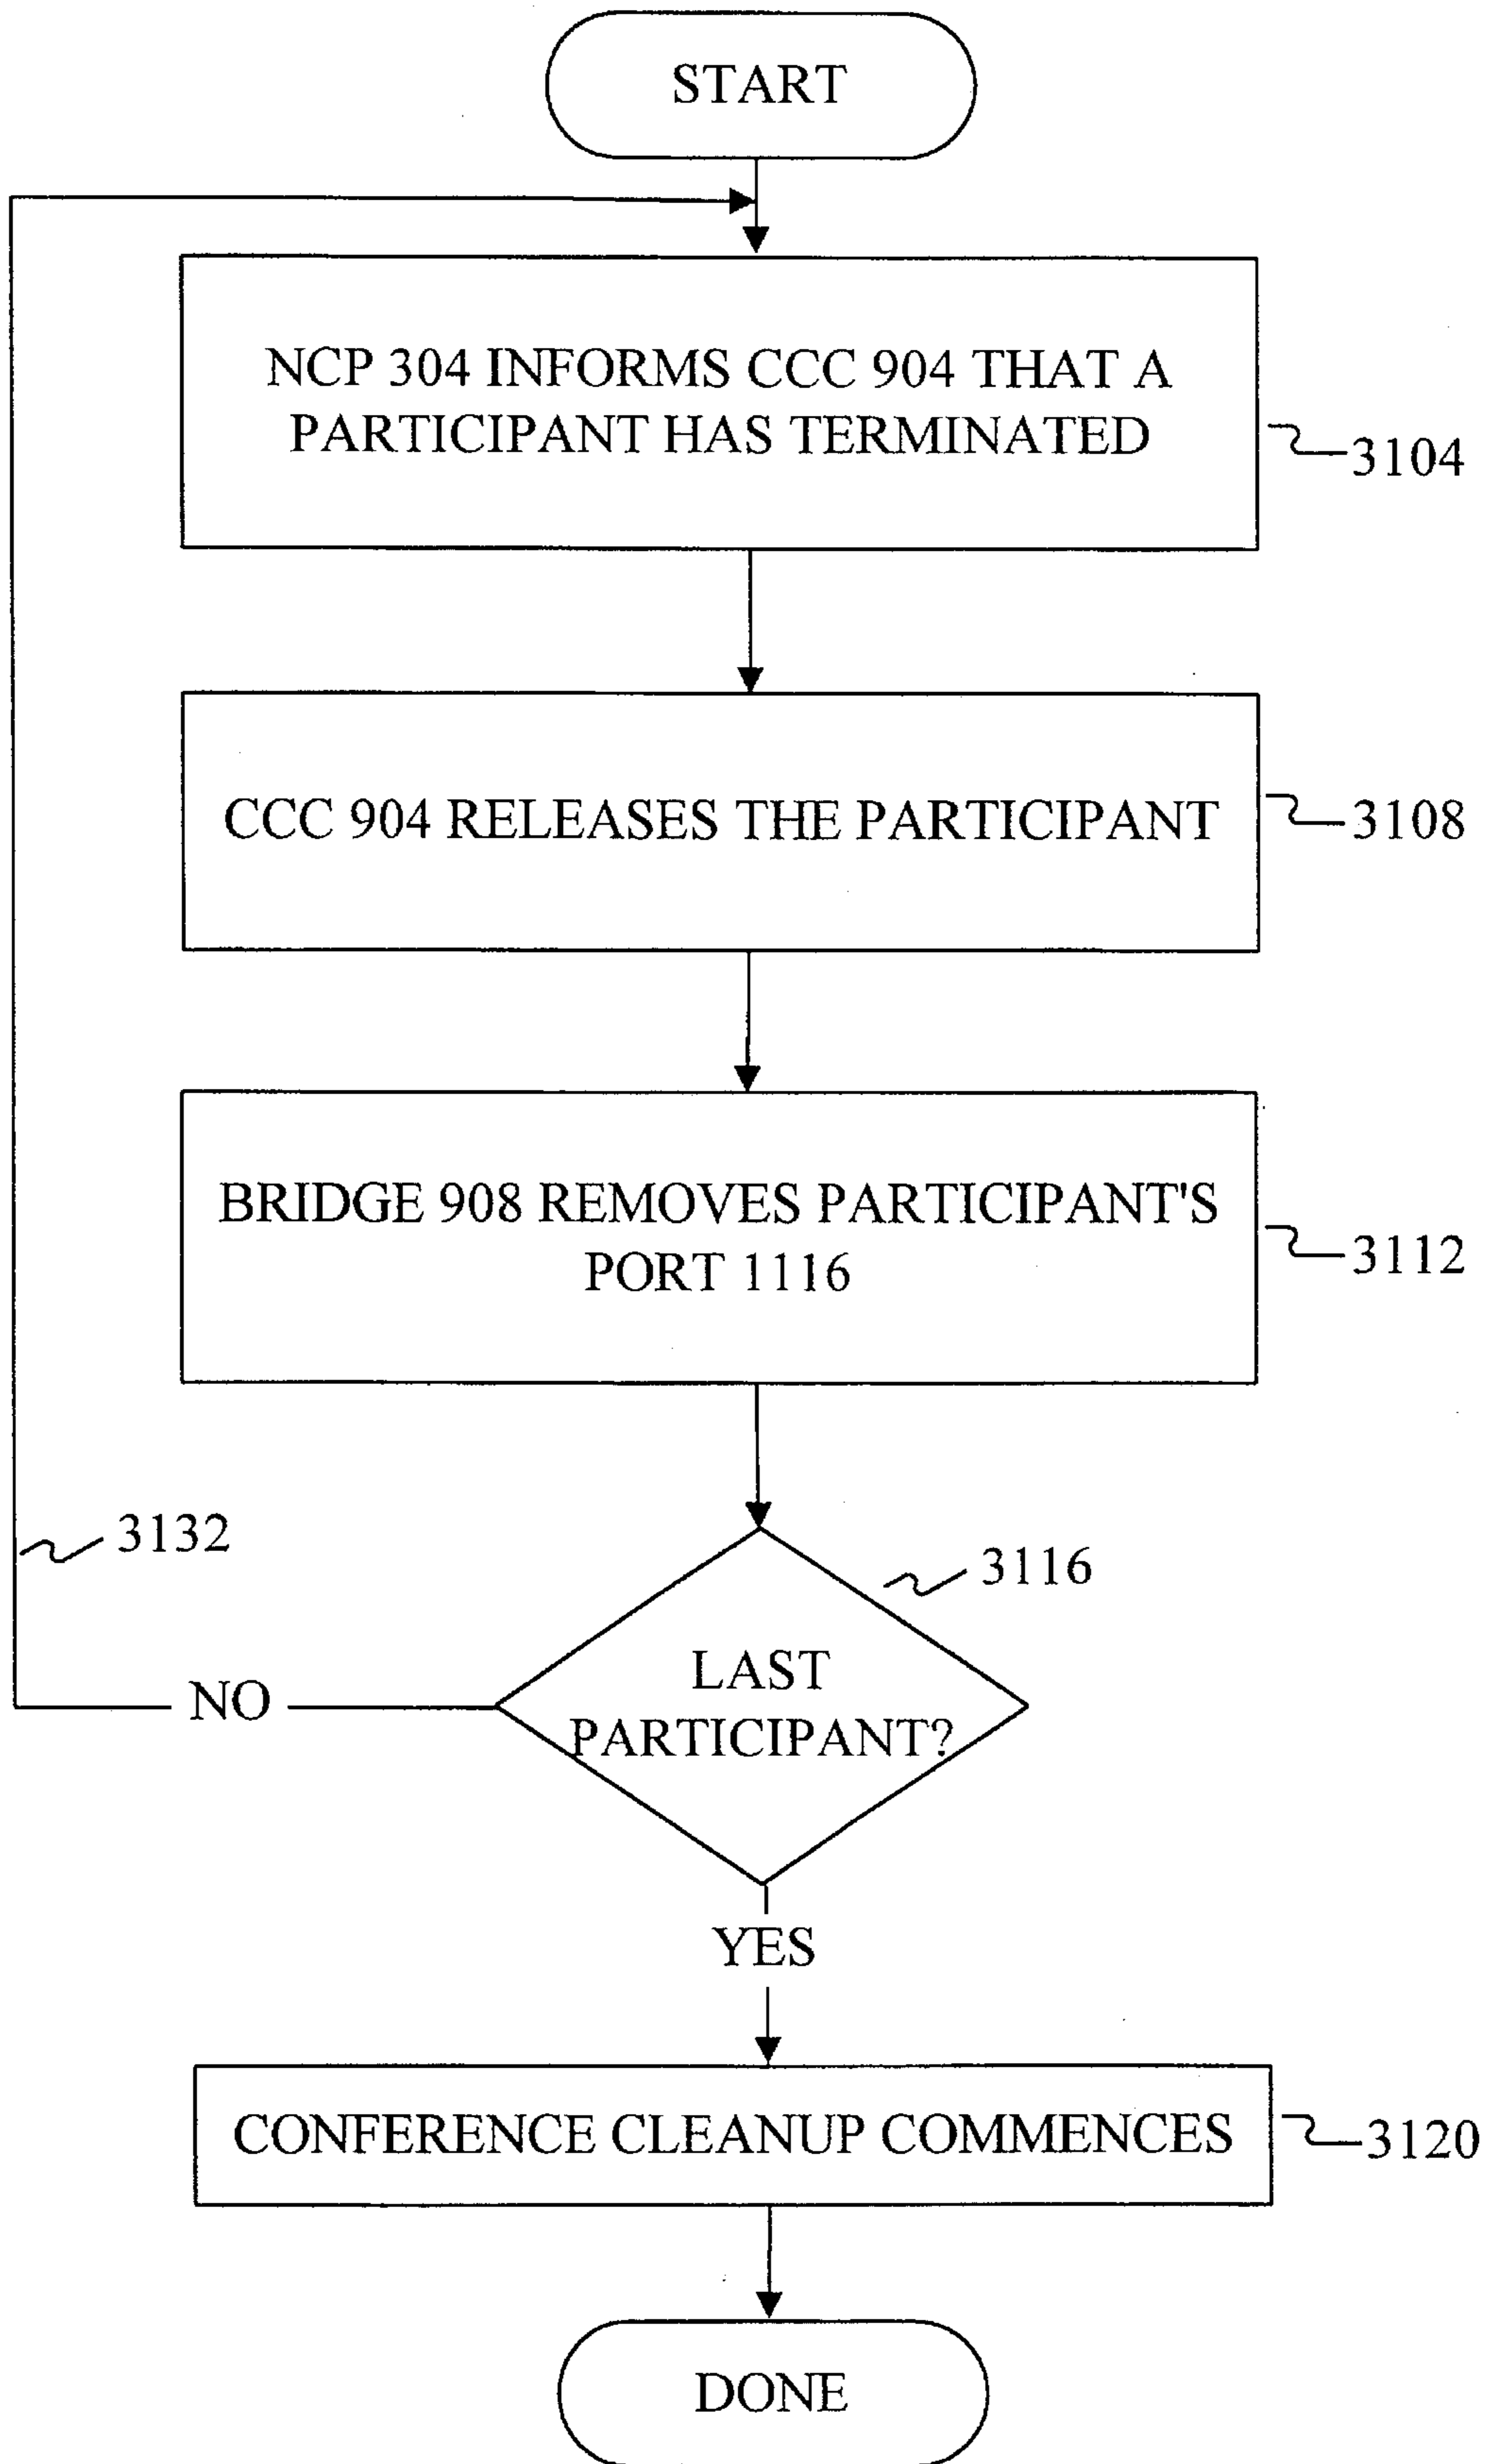 START
NCP 304 INFORMS CCC 904 THAT A
PARTICIPANT HAS TERMINATED
3104
CCC 904 RELEASES THE PARTICIPANT
3108
BRIDGE 908 REMOVES PARTICIPANT'S
PORT 1116
3112
3132
3116
LAST
PARTICIPANT?
NO
YES
CONFERENCE CLEANUP COMMENCES
3120
DONE